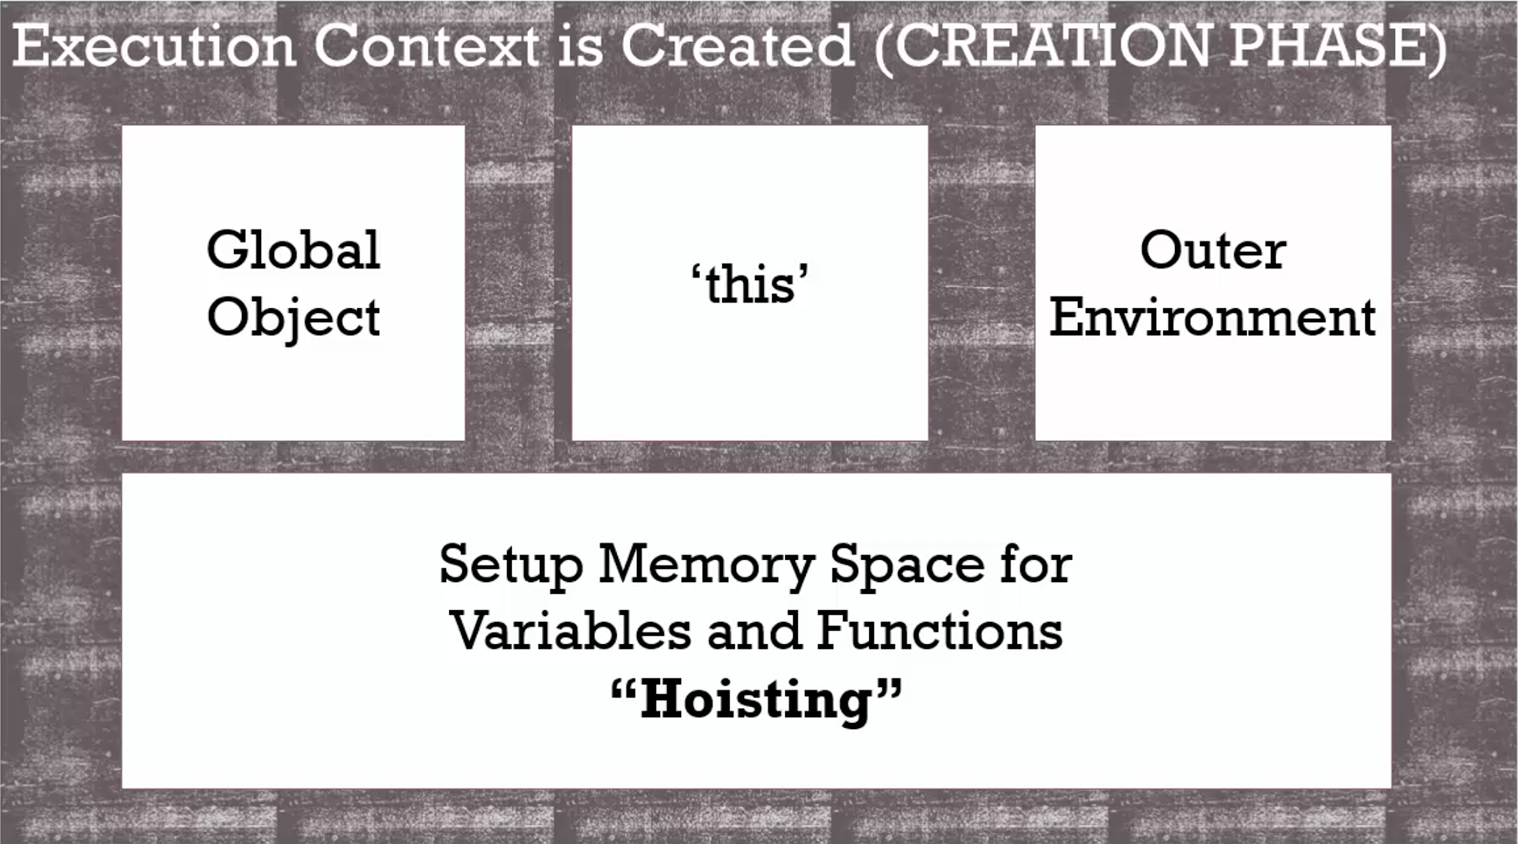 Execution Context is Created (CREATION PHASE)
Global
Object
‘this’
Outer
Environment
Setup Memory Space for
Variables and Functions
“Hoisting”